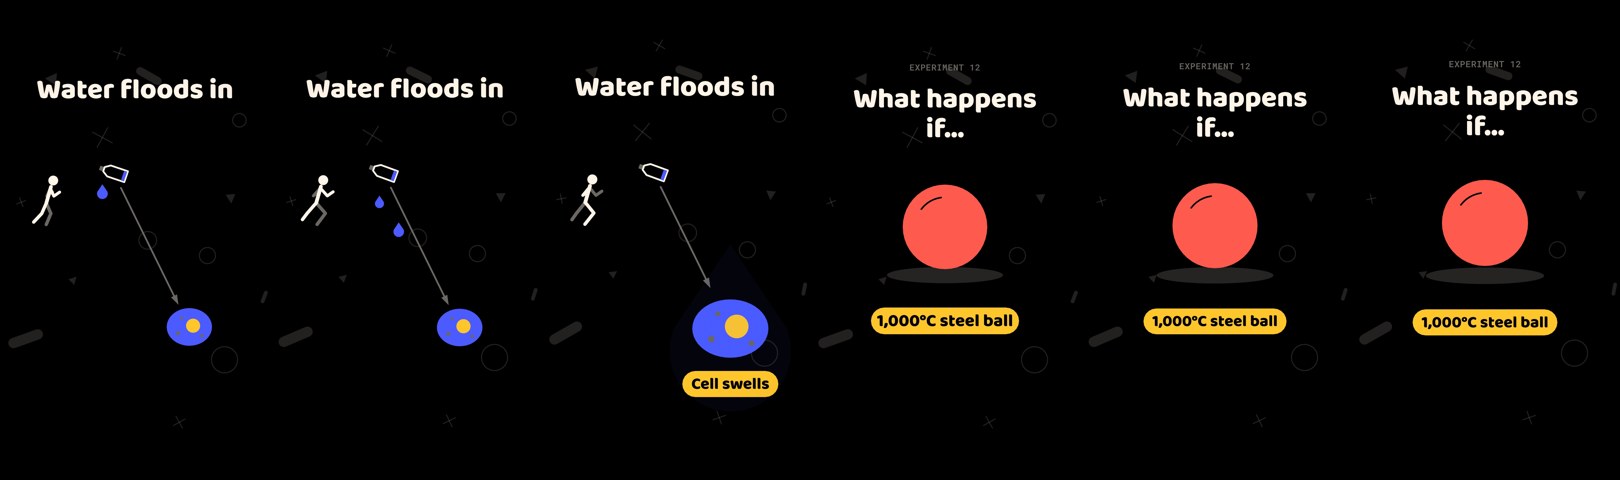 Water floods in
Water floods in
Water floods in
Cell swells
EXPERIMENT 12
What happens
if...
1,000°C steel ball
EXPERIMENT 12
What happens
if...
1,000°C steel ball
EXPERIMENT 12
What happens
if...
1,000°C steel ball